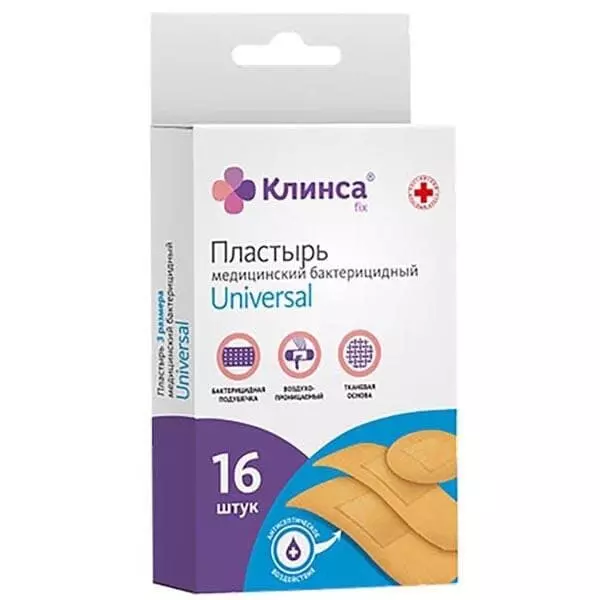 Клинса®
fix
Пластырь
медицинский бактерицидный
Universal
БАКТЕРИЦИДНАЯ
ПОДУШЕЧКА
ВОЗДУХО-
ПРОНИЦАЕМЫЙ
ТКАНЕВАЯ
ОСНОВА
16
штук
АНТИСЕПТИЧЕСКОЕ
ВОЗДЕЙСТВИЕ
Пластырь 3 размера
медицинский бактерицидный
Universal